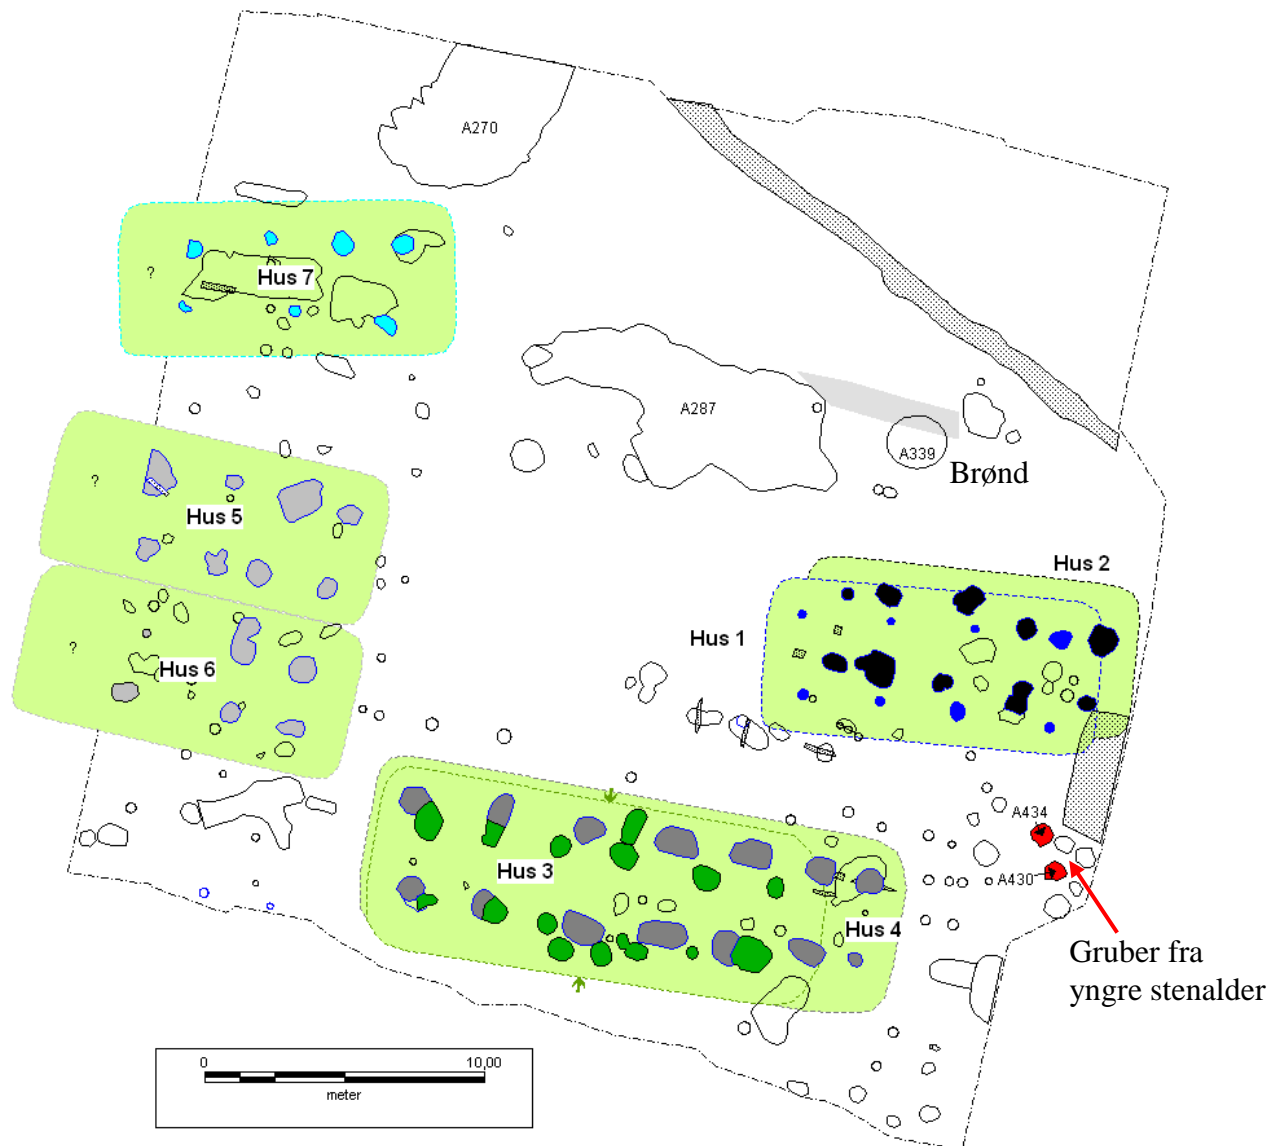 A270
Hus 7
?
A287
A339
Brønd
?
Hus 5
Hus 2
Hus 1
?
Hus 6
A434
Hus 3
A430
Hus 4
Gruber fra
yngre stenalder
0 10,00
meter